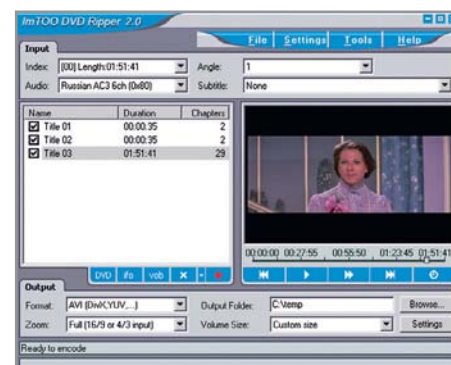 ImTOO DVD Ripper 2.0
File Settings Tools Help
Input
Index: [00] Length:01:51:41 Angle: 1
Audio: Russian AC3 6ch (0x80) Subtitle: None
Name Duration Chapters
Title 01 00:00:35 2
Title 02 00:00:35 2
Title 03 01:51:41 29
00:00:00 00:27:55 00:55:50 01:23:45 01:51:41
DVD ifo vob
Output
Format: AVI (DivX,YUV,...) Output Folder: C:\temp Browse...
Zoom: Full (16/9 or 4/3 input) Volume Size: Custom size Settings
Ready to encode